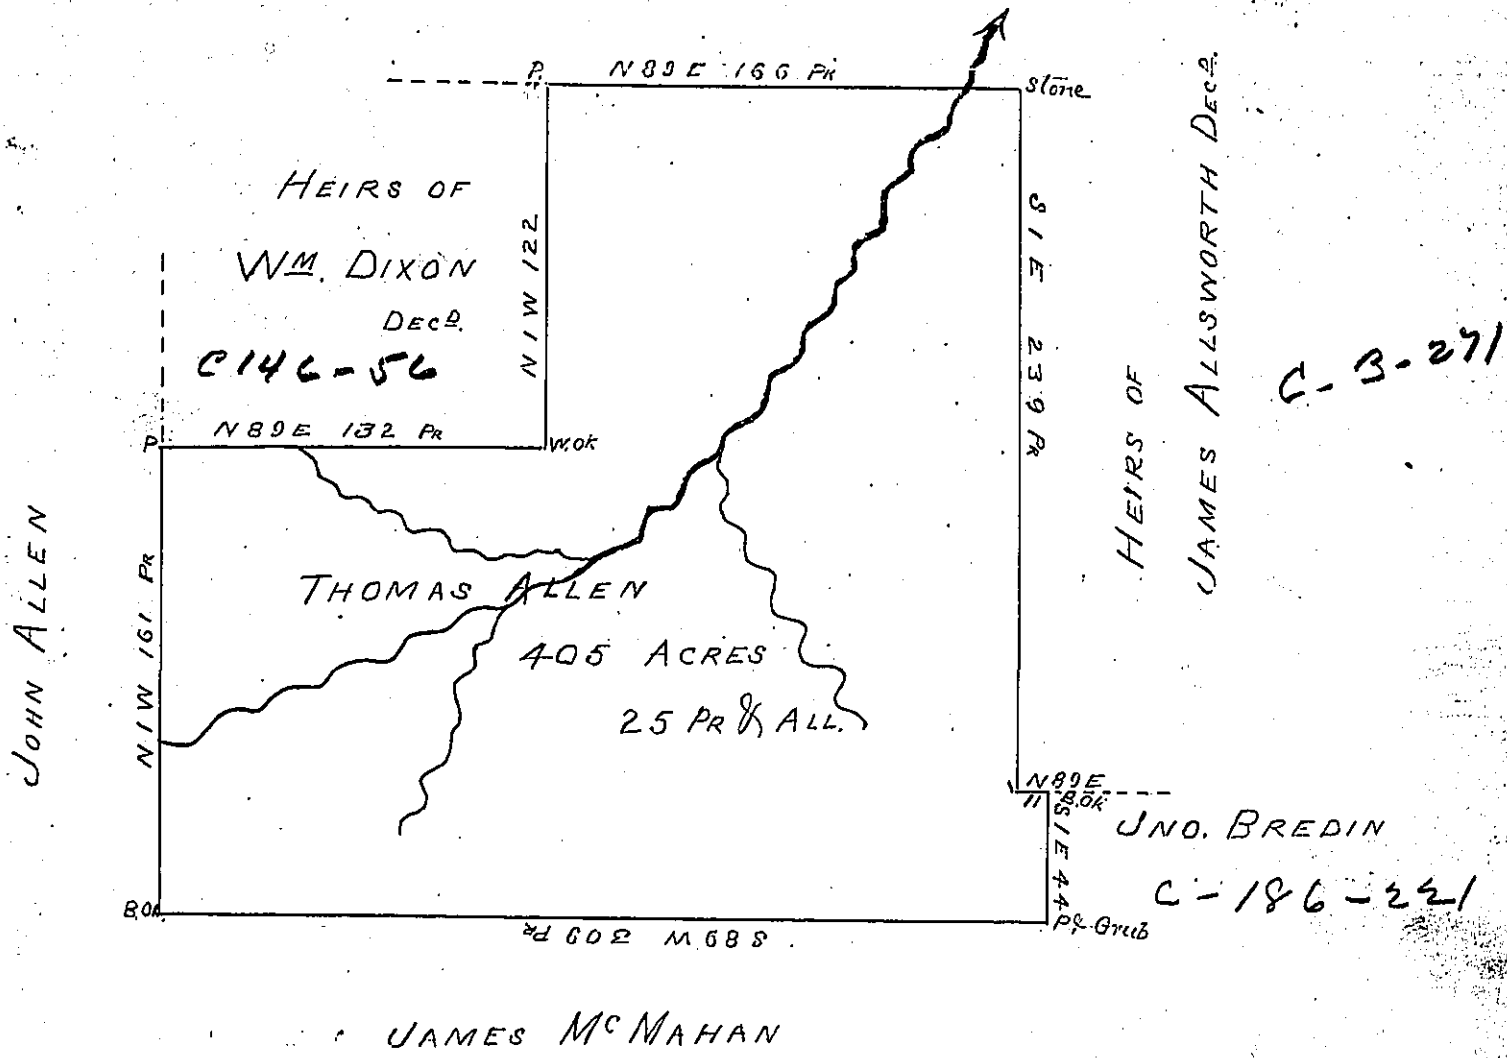 P.
N89E 166 Pr
Stone
HEIRS OF
WM. DIXON
DECD.
C146-56
N1W 122
S1E 239 Pr
HEIRS OF
JAMES ALLSWORTH DECD.
C-3-271
P
N89E 132 Pr
W.Ok
JOHN ALLEN
N1W 161 Pr
THOMAS ALLEN
405 ACRES
25 Pr & ALL.
N89E
11 B.Ok
S1E 44
JNO. BREDIN
C-186-221
B.Ok
S89W 309 Pr
P. & Grub
JAMES McMAHAN